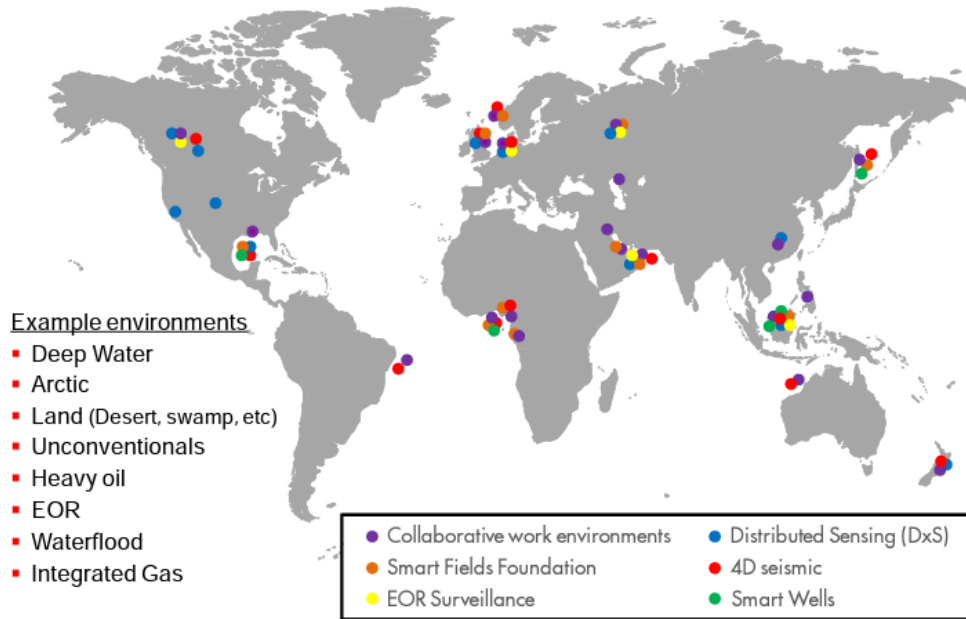 Example environments
Deep Water
Arctic
Land (Desert, swamp, etc)
Unconventionals
Heavy oil
EOR
Waterflood
Integrated Gas
Collaborative work environments
Distributed Sensing (DxS)
Smart Fields Foundation
4D seismic
EOR Surveillance
Smart Wells